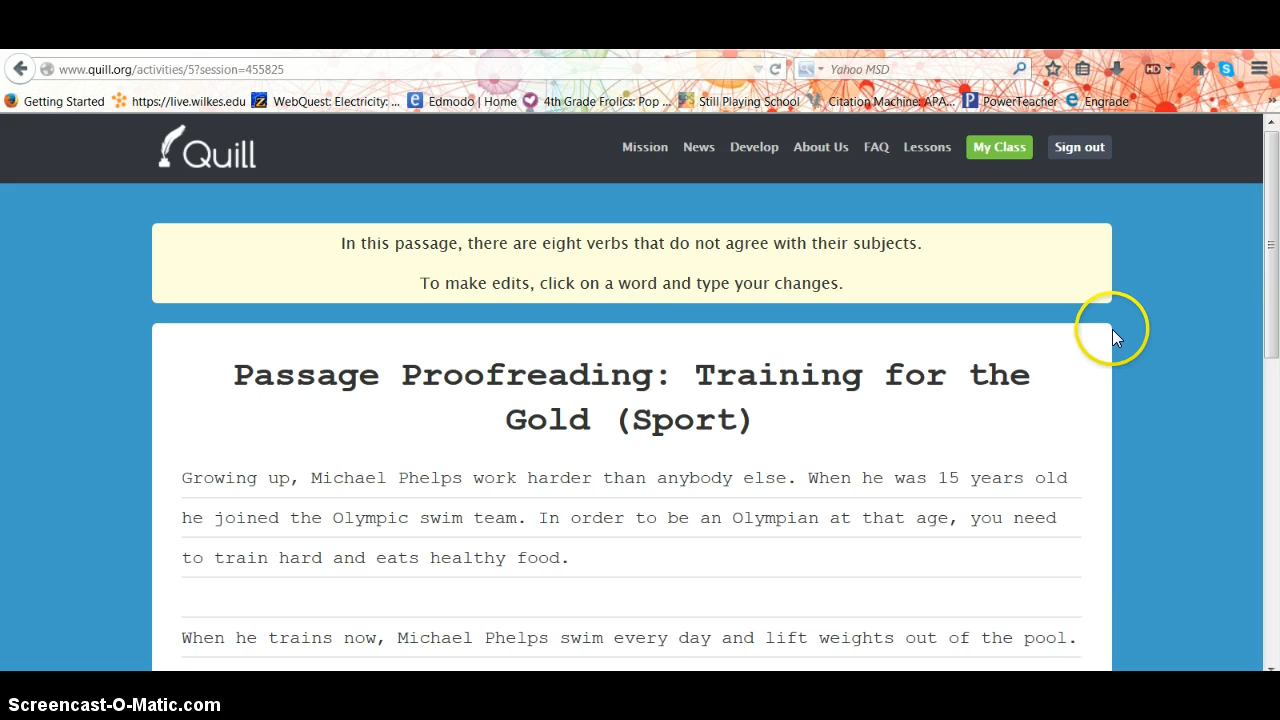 www.quill.org/activities/5?session=455825
Yahoo MSD
HD
Getting Started https://live.wilkes.edu WebQuest: Electricity: ... Edmodo | Home 4th Grade Frolics: Pop ... Still Playing School Citation Machine: APA... PowerTeacher Engrade
Quill
Mission News Develop About Us FAQ Lessons My Class Sign out
In this passage, there are eight verbs that do not agree with their subjects.
To make edits, click on a word and type your changes.
Passage Proofreading: Training for the
Gold (Sport)
Growing up, Michael Phelps work harder than anybody else. When he was 15 years old
he joined the Olympic swim team. In order to be an Olympian at that age, you need
to train hard and eats healthy food.
When he trains now, Michael Phelps swim every day and lift weights out of the pool.
Screencast-O-Matic.com